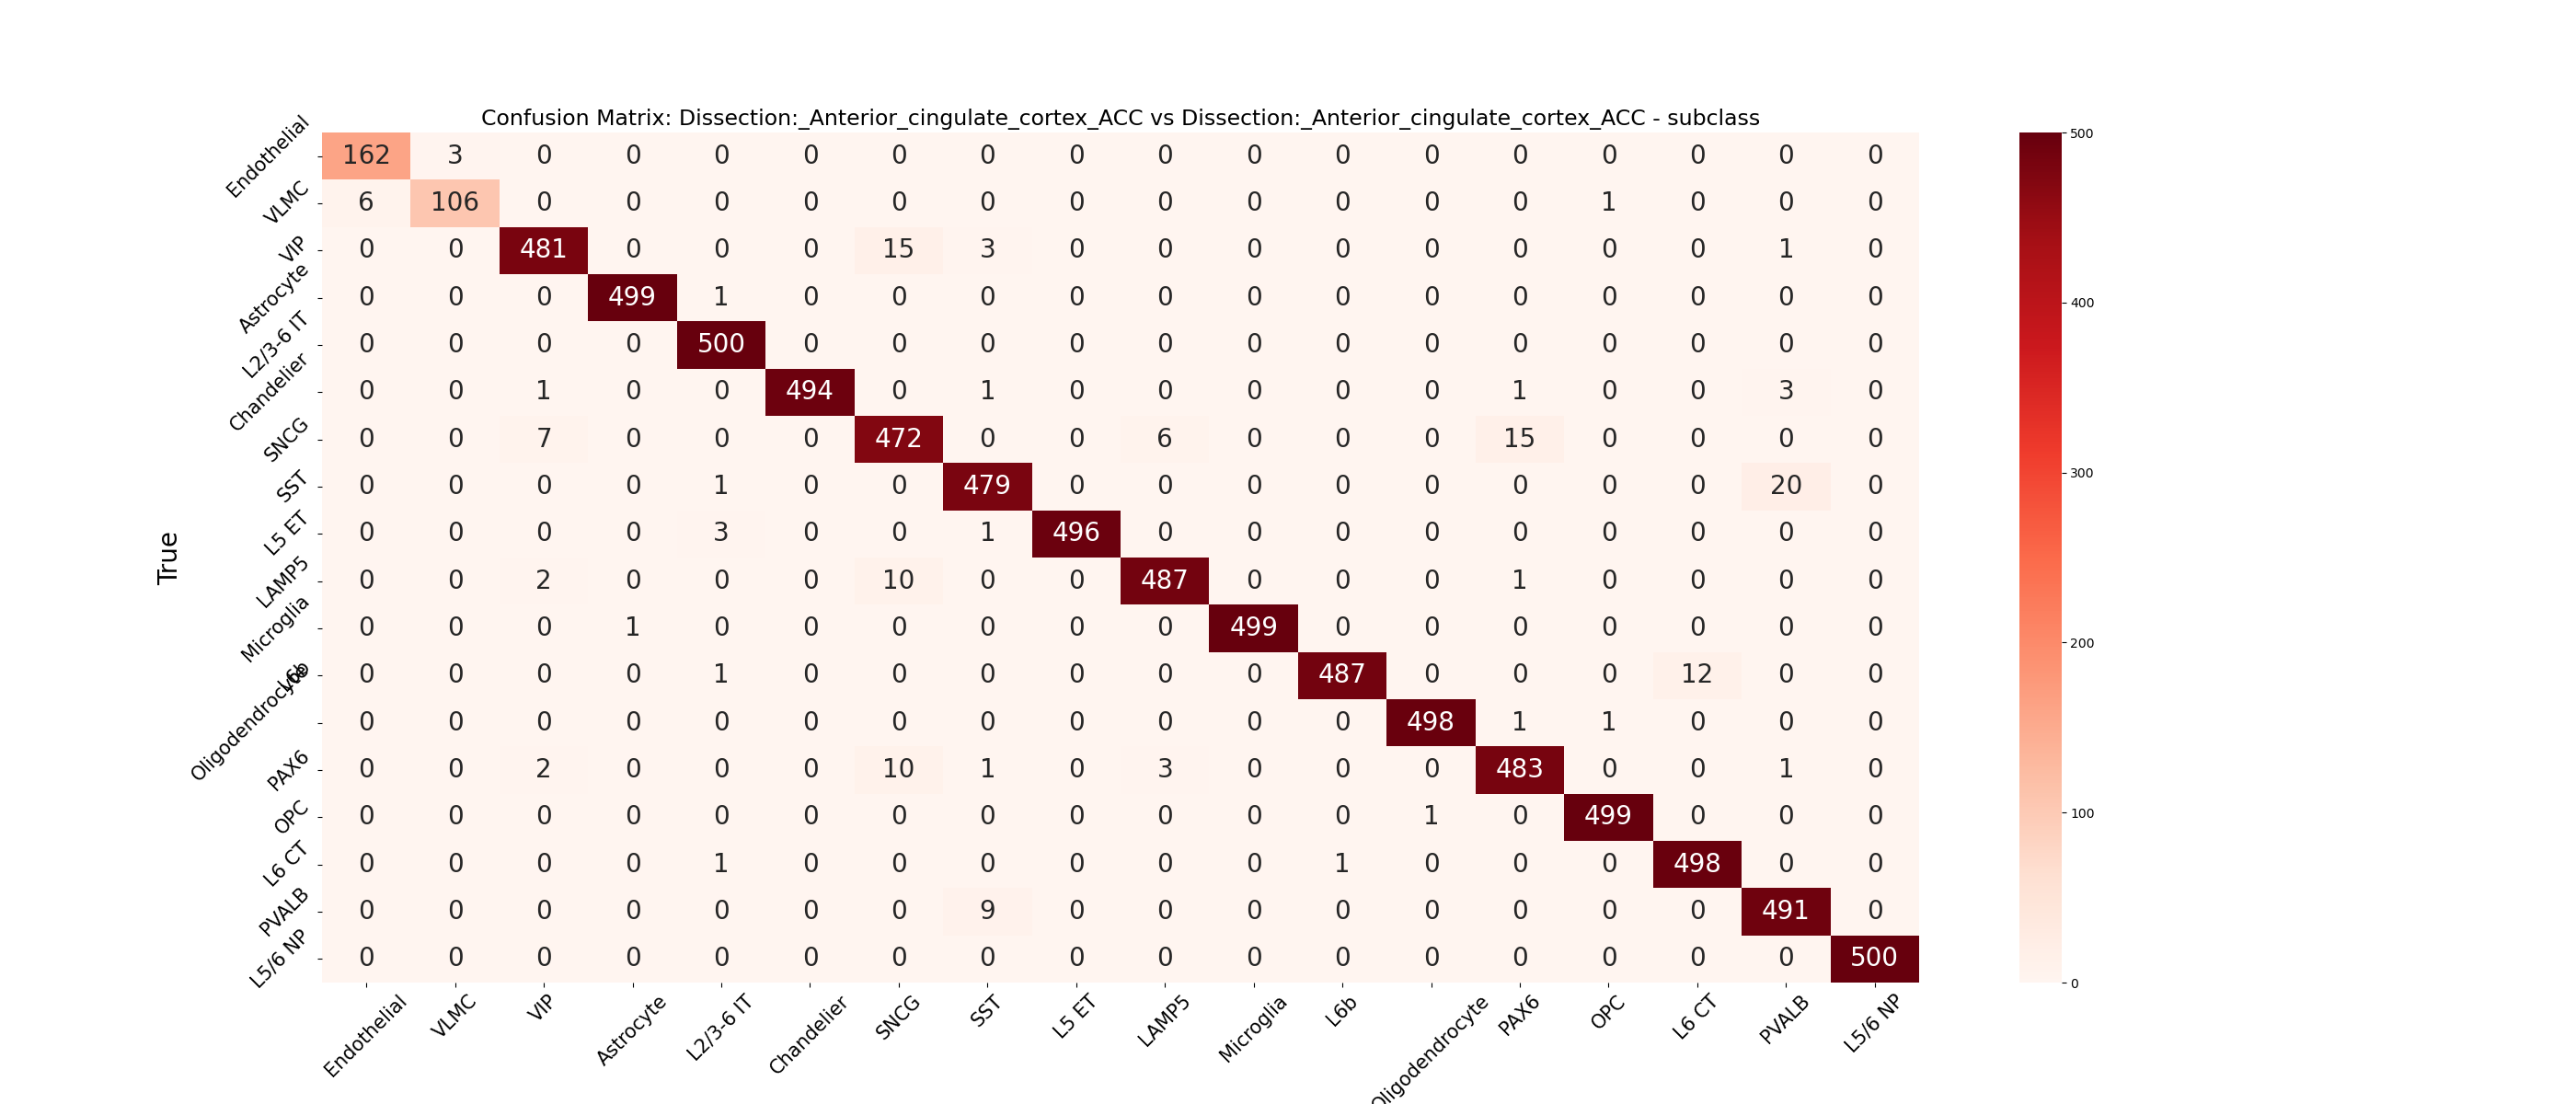 Confusion Matrix: Dissection:_Anterior_cingulate_cortex_ACC vs Dissection:_Anterior_cingulate_cortex_ACC - subclass
True
Endothelial 162 3 0 0 0 0 0 0 0 0 0 0 0 0 0 0 0 0
VLMC 6 106 0 0 0 0 0 0 0 0 0 0 0 0 1 0 0 0
VIP 0 0 481 0 0 0 15 3 0 0 0 0 0 0 0 0 1 0
Astrocyte 0 0 0 499 1 0 0 0 0 0 0 0 0 0 0 0 0 0
L2/3-6 IT 0 0 0 0 500 0 0 0 0 0 0 0 0 0 0 0 0 0
Chandelier 0 0 1 0 0 494 0 1 0 0 0 0 0 1 0 0 3 0
SNCG 0 0 7 0 0 0 472 0 0 6 0 0 0 15 0 0 0 0
SST 0 0 0 0 1 0 0 479 0 0 0 0 0 0 0 0 20 0
L5 ET 0 0 0 0 3 0 0 1 496 0 0 0 0 0 0 0 0 0
LAMP5 0 0 2 0 0 0 10 0 0 487 0 0 0 1 0 0 0 0
Microglia 0 0 0 1 0 0 0 0 0 0 499 0 0 0 0 0 0 0
L6b 0 0 0 0 1 0 0 0 0 0 0 487 0 0 0 12 0 0
Oligodendrocyte 0 0 0 0 0 0 0 0 0 0 0 0 498 1 1 0 0 0
PAX6 0 0 2 0 0 0 10 1 0 3 0 0 0 483 0 0 1 0
OPC 0 0 0 0 0 0 0 0 0 0 0 0 1 0 499 0 0 0
L6 CT 0 0 0 0 1 0 0 0 0 0 0 1 0 0 0 498 0 0
PVALB 0 0 0 0 0 0 0 9 0 0 0 0 0 0 0 0 491 0
L5/6 NP 0 0 0 0 0 0 0 0 0 0 0 0 0 0 0 0 0 500
Endothelial VLMC VIP Astrocyte L2/3-6 IT Chandelier SNCG SST L5 ET LAMP5 Microglia L6b Oligodendrocyte PAX6 OPC L6 CT PVALB L5/6 NP
500
400
300
200
100
0